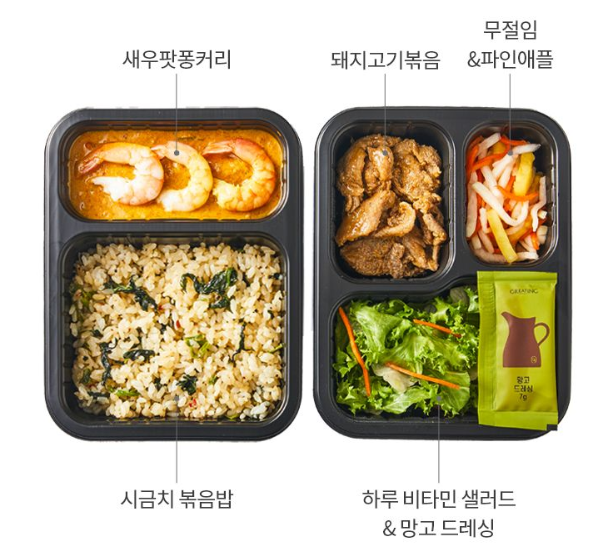 무절임
&파인애플
새우팟퐁커리
돼지고기볶음
GREATING
망고
드레싱
7g
시금치 볶음밥
하루 비타민 샐러드
& 망고 드레싱